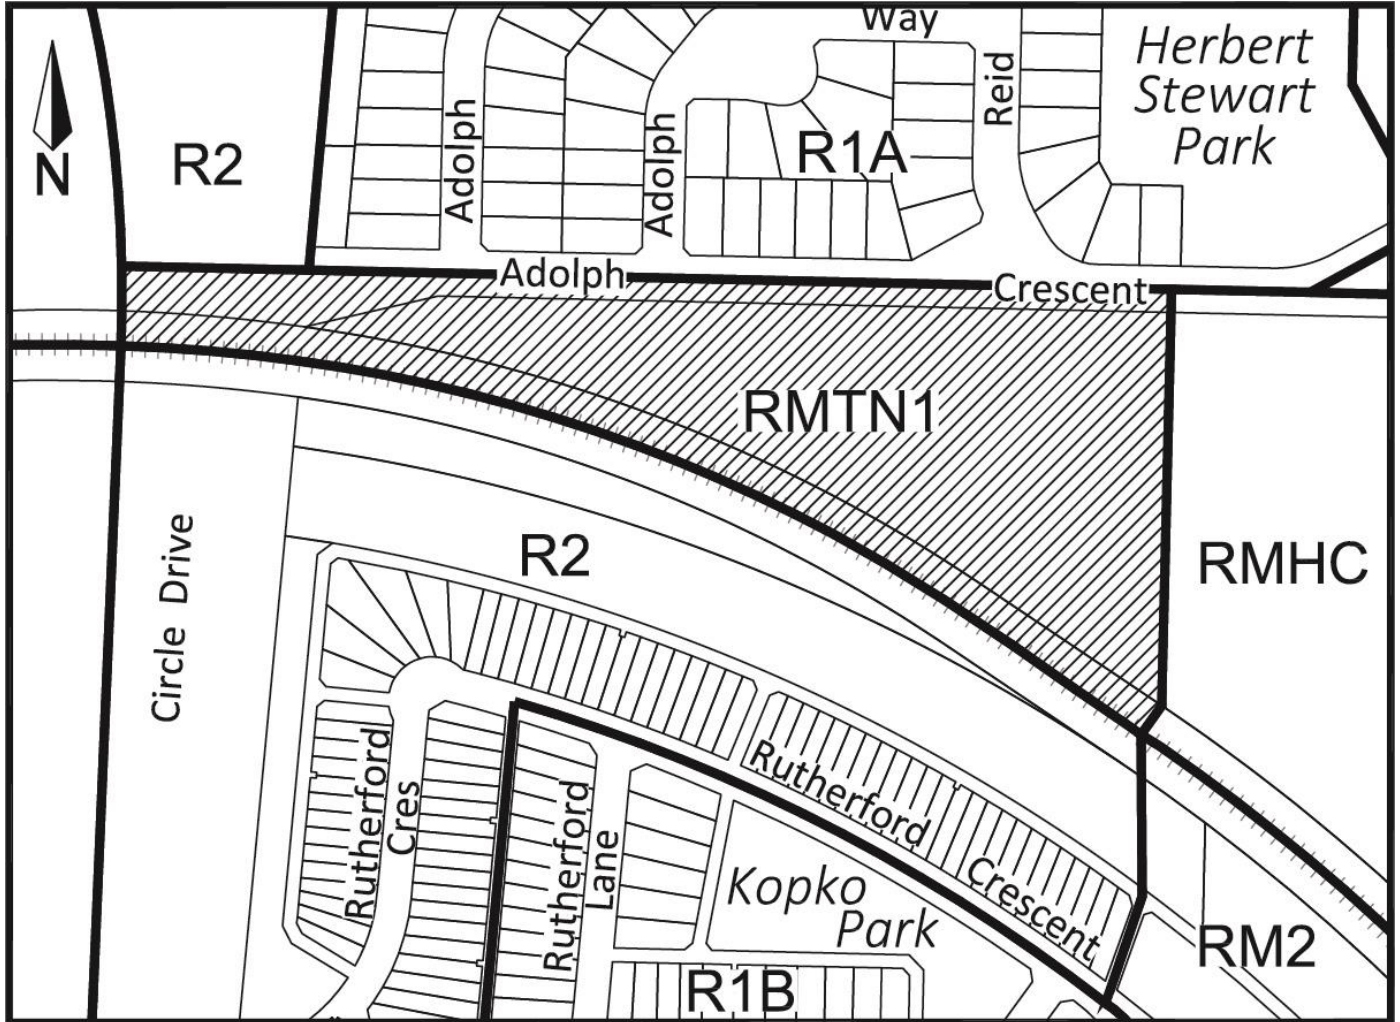 Way
Herbert
Stewart
Park
Reid
R2
N
Adolph
Adolph
R1A
Adolph
Crescent
RMTN1
R2
RMHC
Circle Drive
Rutherford
Cres
Rutherford
Lane
Rutherford
Crescent
Kopko
Park
RM2
R1B